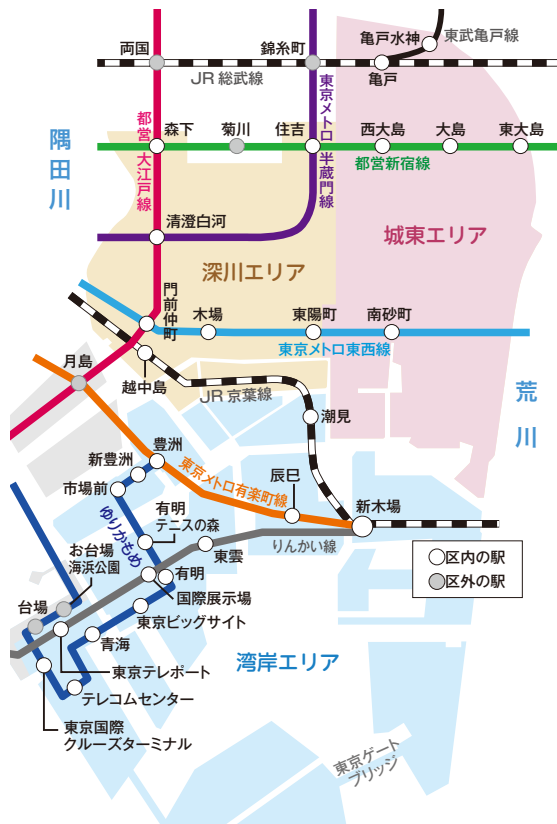 亀戸水神
東武亀戸線
両国
錦糸町
JR 総武線
亀戸
都営
大江戸線
東京メトロ
半蔵門線
隅田川
森下
菊川
住吉
西大島
大島
東大島
都営新宿線
清澄白河
城東エリア
深川エリア
門前仲町
木場
東陽町
南砂町
東京メトロ東西線
月島
越中島
JR 京葉線
荒川
潮見
豊洲
新豊洲
東京メトロ有楽町線
辰巳
市場前
新木場
有明
テニスの森
ゆりかもめ
りんかい線
東雲
お台場
海浜公園
有明
区内の駅
区外の駅
国際展示場
台場
東京ビッグサイト
青海
湾岸エリア
東京テレポート
テレコムセンター
東京国際
クルーズターミナル
東京ゲート
ブリッジ